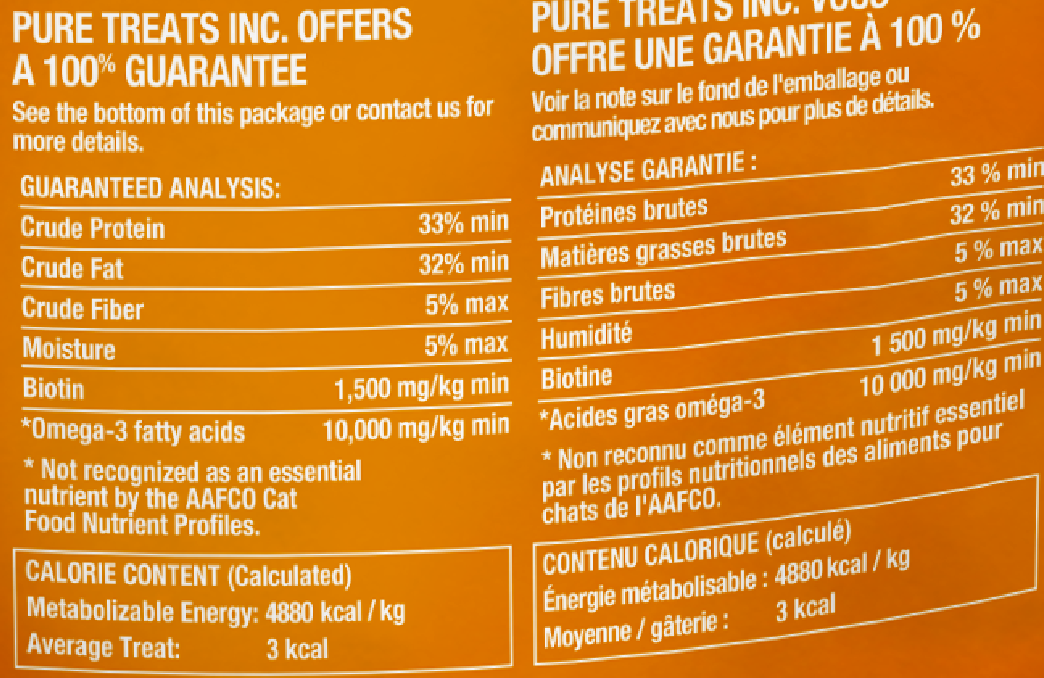 PURE TREATS INC. OFFERS
A 100% GUARANTEE
See the bottom of this package or contact us for
more details.
GUARANTEED ANALYSIS:
Crude Protein 33% min
Crude Fat 32% min
Crude Fiber 5% max
Moisture 5% max
Biotin 1,500 mg/kg min
*Omega-3 fatty acids 10,000 mg/kg min
* Not recognized as an essential
nutrient by the AAFCO Cat
Food Nutrient Profiles.
CALORIE CONTENT (Calculated)
Metabolizable Energy: 4880 kcal / kg
Average Treat: 3 kcal
PURE TREATS INC. VOUS
OFFRE UNE GARANTIE À 100 %
Voir la note sur le fond de l'emballage ou
communiquez avec nous pour plus de détails.
ANALYSE GARANTIE :
Protéines brutes 33 % min
Matières grasses brutes 32 % min
Fibres brutes 5 % max
Humidité 5 % max
Biotine 1 500 mg/kg min
*Acides gras oméga-3 10 000 mg/kg min
* Non reconnu comme élément nutritif essentiel
par les profils nutritionnels des aliments pour
chats de l'AAFCO.
CONTENU CALORIQUE (calculé)
Énergie métabolisable : 4880 kcal / kg
Moyenne / gâterie : 3 kcal